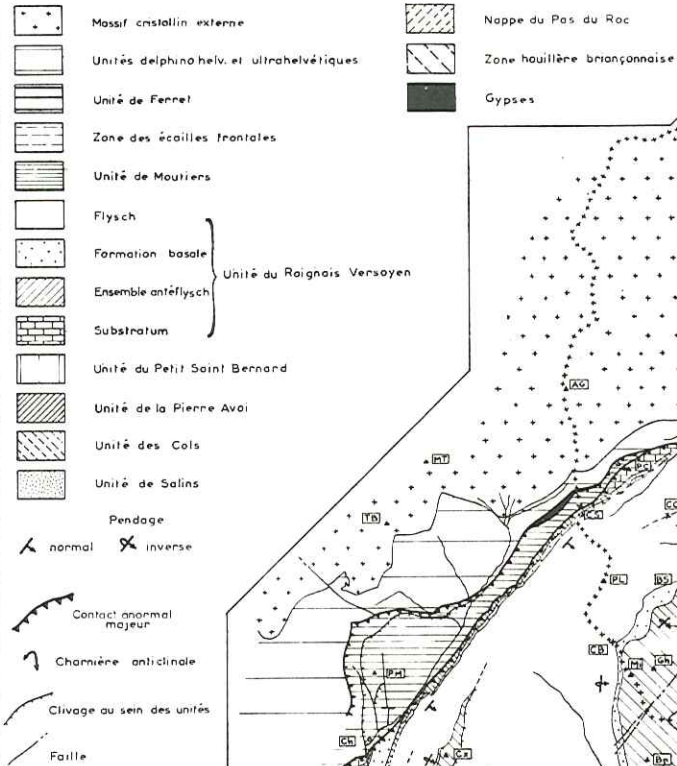 Massif cristallin externe
Unités delphino helv. et ultrahelvétiques
Unité de Ferret
Zone des écailles frontales
Unité de Moutiers
Flysch
Formation basale
Ensemble antéflysch
Substratum
Unité du Roignais Versoyen
Unité du Petit Saint Bernard
Unité de la Pierre Avoi
Unité des Cols
Unité de Salins
Pendage
normal
inverse
Contact anormal
majeur
Charnière anticlinale
Clivage au sein des unités
Faille
Nappe du Pas du Roc
Zone houillère briançonnaise
Gypses
AG
MT
PC
TB
CS
CC
PL
BS
CB
Mi
Gh
PM
Ch
Cx
Bp